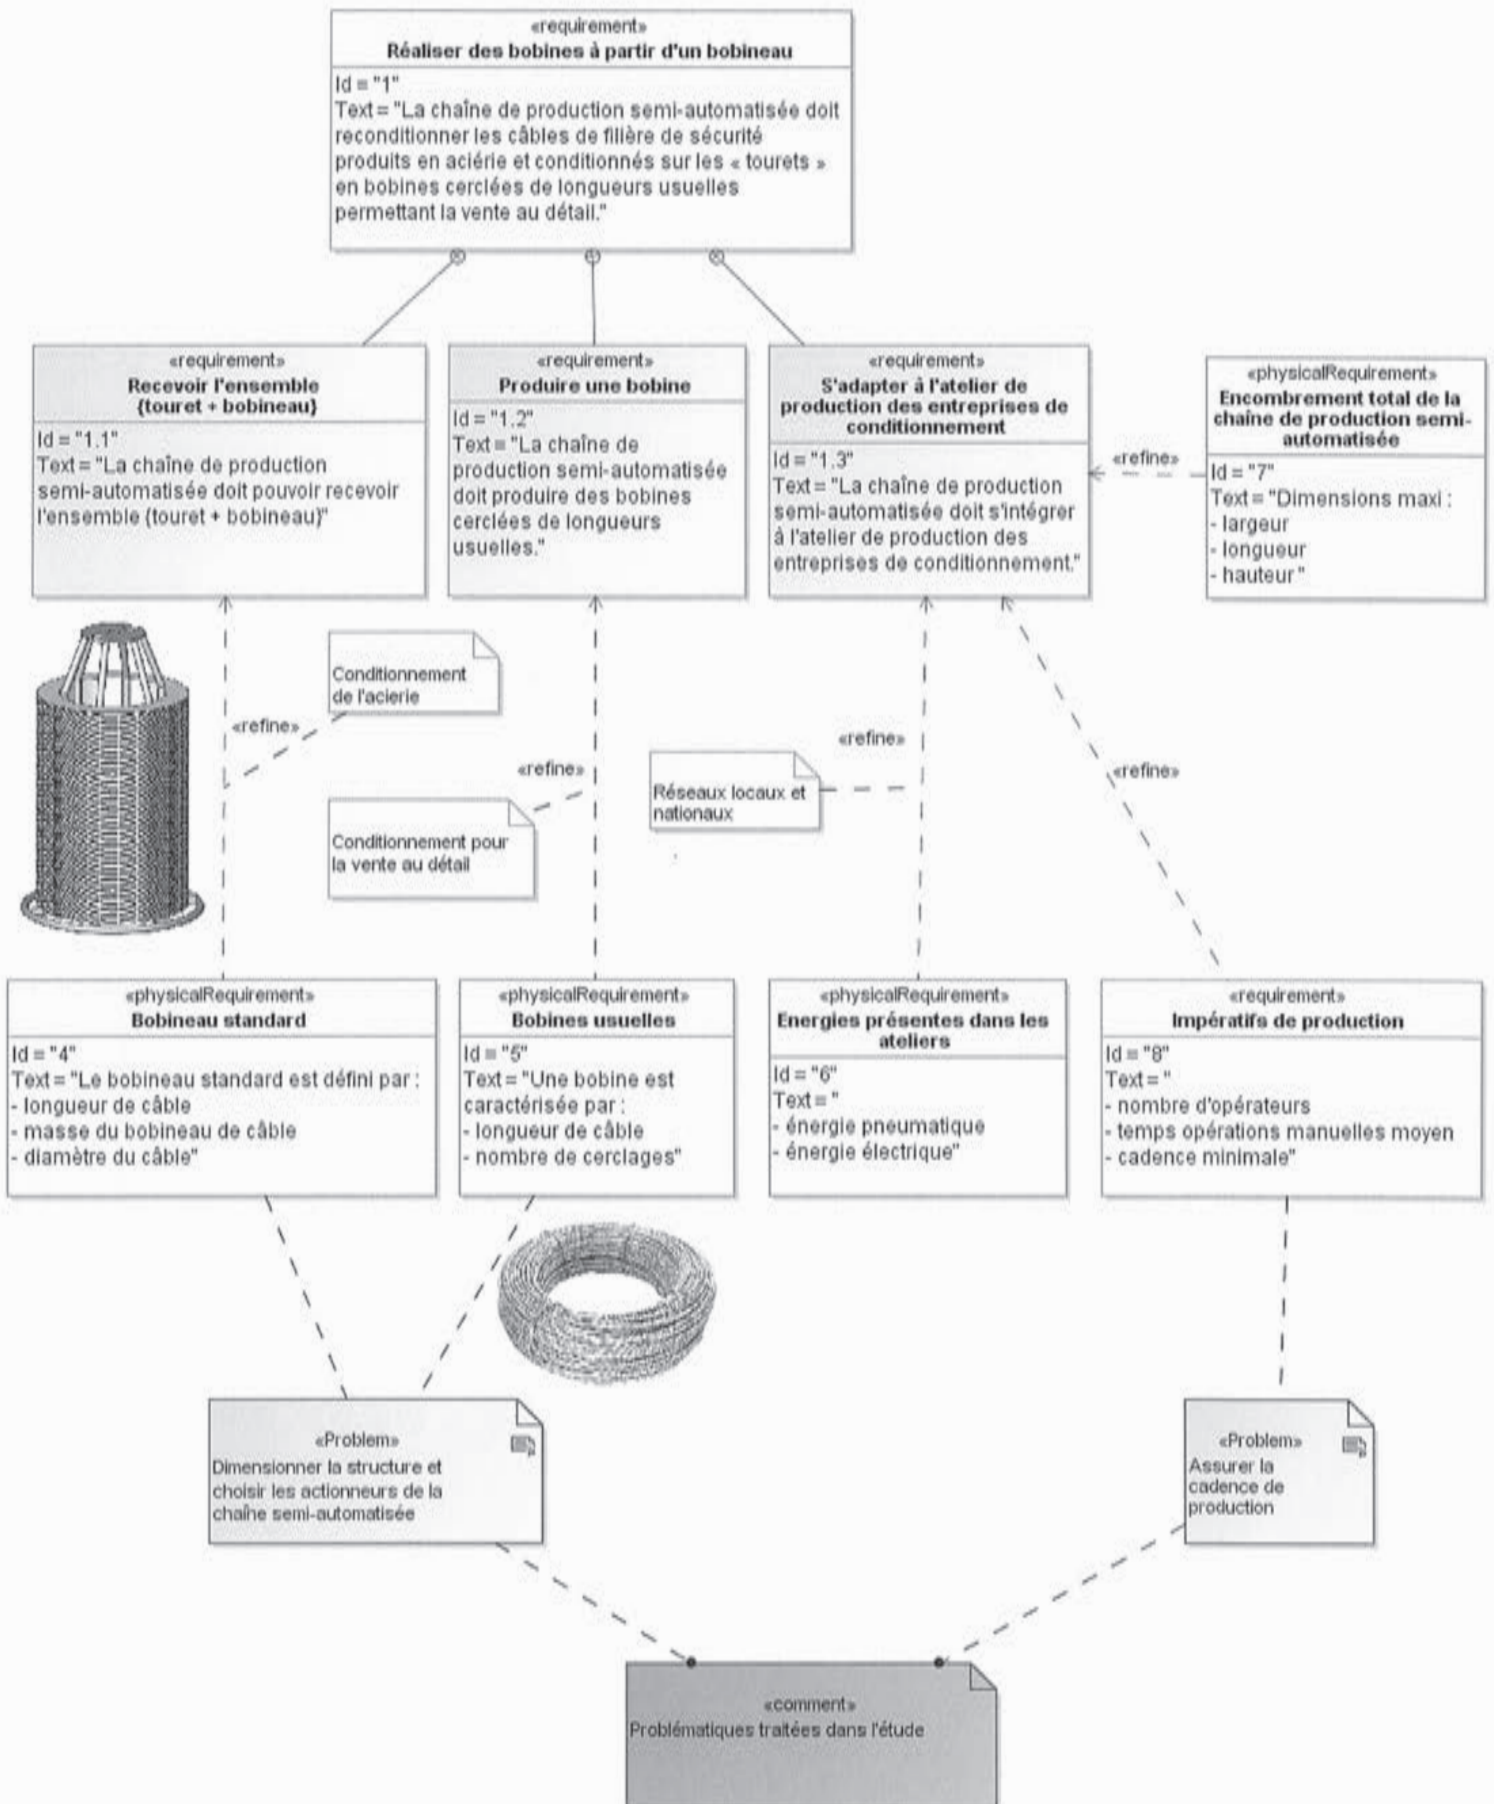 «requirement»
Réaliser des bobines à partir d'un bobineau
Id = "1"
Text = "La chaîne de production semi-automatisée doit
reconditionner les câbles de filière de sécurité
produits en aciérie et conditionnés sur les « tourets »
en bobines cerclées de longueurs usuelles
permettant la vente au détail."
«requirement»
Recevoir l'ensemble
{touret + bobineau}
Id = "1.1"
Text = "La chaîne de production
semi-automatisée doit pouvoir recevoir
l'ensemble {touret + bobineau}"
«requirement»
Produire une bobine
Id = "1.2"
Text = "La chaîne de
production semi-automatisée
doit produire des bobines
cerclées de longueurs
usuelles."
«requirement»
S'adapter à l'atelier de
production des entreprises de
conditionnement
Id = "1.3"
Text = "La chaîne de production
semi-automatisée doit s'intégrer
à l'atelier de production des
entreprises de conditionnement."
«refine»
«physicalRequirement»
Encombrement total de la
chaîne de production semi-
automatisée
Id = "7"
Text = "Dimensions maxi :
- largeur
- longueur
- hauteur"
Conditionnement
de l'acierie
«refine»
«refine»
Conditionnement pour
la vente au détail
«refine»
Réseaux locaux et
nationaux
«refine»
«physicalRequirement»
Bobineau standard
Id = "4"
Text = "Le bobineau standard est défini par :
- longueur de câble
- masse du bobineau de câble
- diamètre du câble"
«physicalRequirement»
Bobines usuelles
Id = "5"
Text = "Une bobine est
caractérisée par :
- longueur de câble
- nombre de cerclages"
«physicalRequirement»
Energies présentes dans les
ateliers
Id = "6"
Text = "
- énergie pneumatique
- énergie électrique"
«requirement»
Impératifs de production
Id = "8"
Text = "
- nombre d'opérateurs
- temps opérations manuelles moyen
- cadence minimale"
«Problem»
Dimensionner la structure et
choisir les actionneurs de la
chaîne semi-automatisée
«Problem»
Assurer la
cadence de
production
«comment»
Problématiques traitées dans l'étude